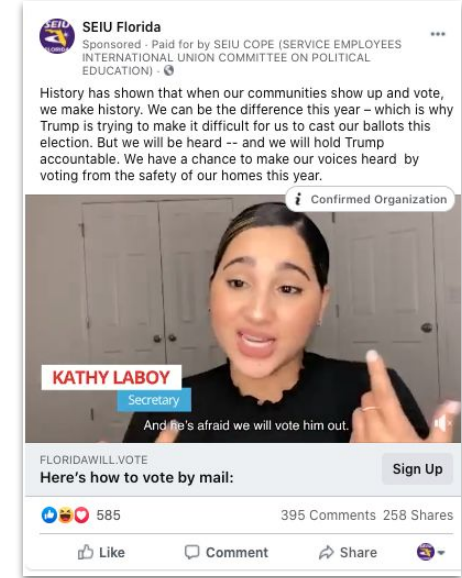 SEIU Florida
Sponsored · Paid for by SEIU COPE (SERVICE EMPLOYEES
INTERNATIONAL UNION COMMITTEE ON POLITICAL
EDUCATION) ·
History has shown that when our communities show up and vote,
we make history. We can be the difference this year – which is why
Trump is trying to make it difficult for us to cast our ballots this
election. But we will be heard -- and we will hold Trump
accountable. We have a chance to make our voices heard by
voting from the safety of our homes this year.
i Confirmed Organization
KATHY LABOY
Secretary
And he's afraid we will vote him out.
FLORIDAWILL.VOTE
Here's how to vote by mail:
Sign Up
585
395 Comments 258 Shares
Like Comment Share